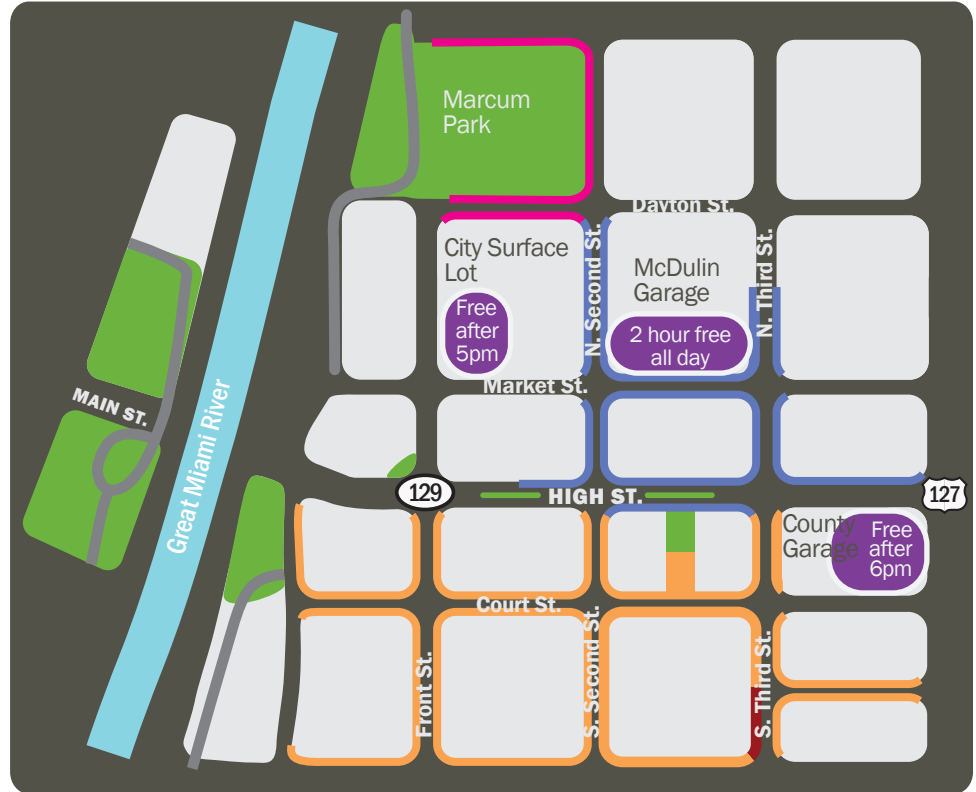 Marcum
Park
Dayton St.
City Surface
Lot
Free
after
5pm
N. Second St.
McDulin
Garage
2 hour free
all day
N. Third St.
Market St.
MAIN ST.
Great Miami River
129
HIGH ST.
127
County
Garage
Free
after
6pm
Court St.
Front St.
S. Second St.
S. Third St.